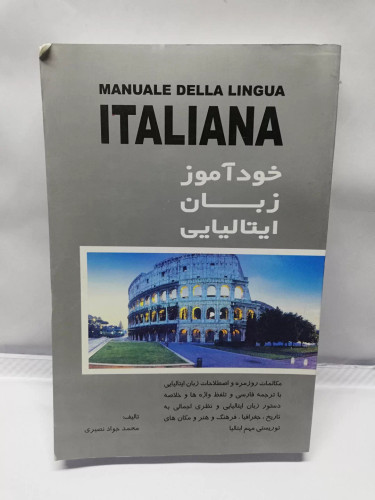 MANUALE DELLA LINGUA
ITALIANA
خودآموز
زبان
ایتالیایی
مکالمات روزمره و اصطلاحات زبان ایتالیایی
با ترجمه فارسی و تلفظ واژه ها و خلاصه
دستور زبان ایتالیایی و نظری اجمالی به
تاریخ، جغرافیا، فرهنگ و هنر و مکان های
توریستی مهم ایتالیا
تألیف
محمد جواد نصیری